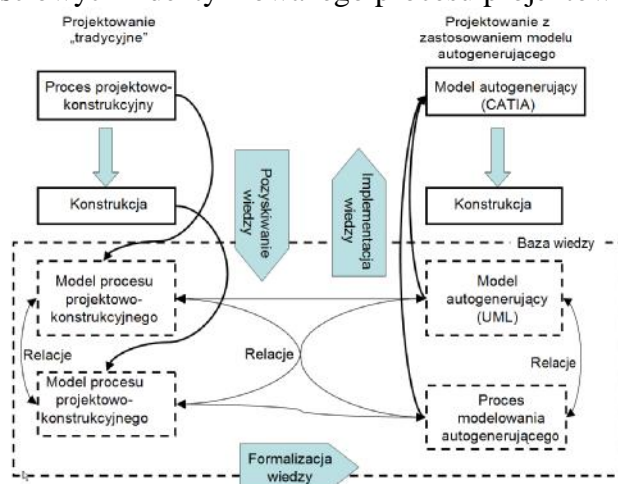 Projektowanie
„tradycyjne”
Projektowanie z
zastosowaniem modelu
autogenerującego
Proces projektowo-
konstrukcyjny
Model autogenerujący
(CATIA)
Pozyskiwanie
wiedzy
Implementacja
wiedzy
Konstrukcja
Konstrukcja
Baza wiedzy
Model procesu
projektowo-
konstrukcyjnego
Model
autogenerujący
(UML)
Relacje
Relacje
Relacje
Model procesu
projektowo-
konstrukcyjnego
Proces
modelowania
autogenerującego
Formalizacja
wiedzy